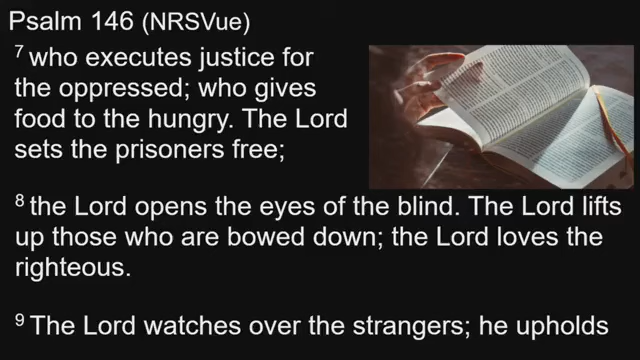 Psalm 146 (NRSVue)
7 who executes justice for
the oppressed; who gives
food to the hungry. The Lord
sets the prisoners free;
8 the Lord opens the eyes of the blind. The Lord lifts
up those who are bowed down; the Lord loves the
righteous.
9 The Lord watches over the strangers; he upholds